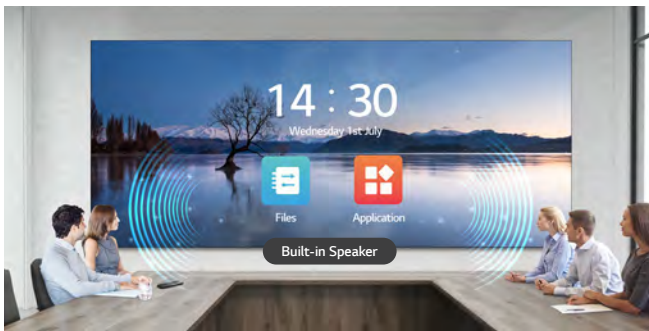 14 : 30
Wednesday 1st July
Files
Application
Built-in Speaker